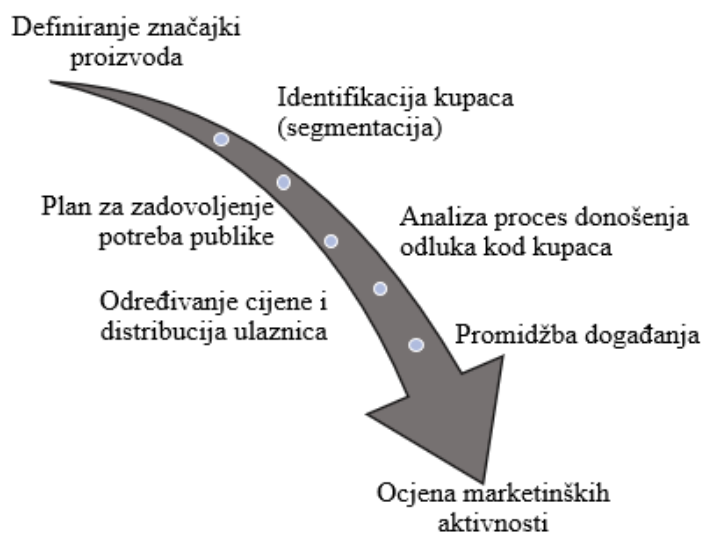 Definiranje značajki
proizvoda
Identifikacija kupaca
(segmentacija)
Plan za zadovoljenje
potreba publike
Analiza proces donošenja
odluka kod kupaca
Određivanje cijene i
distribucija ulaznica
Promidžba događanja
Ocjena marketinških
aktivnosti